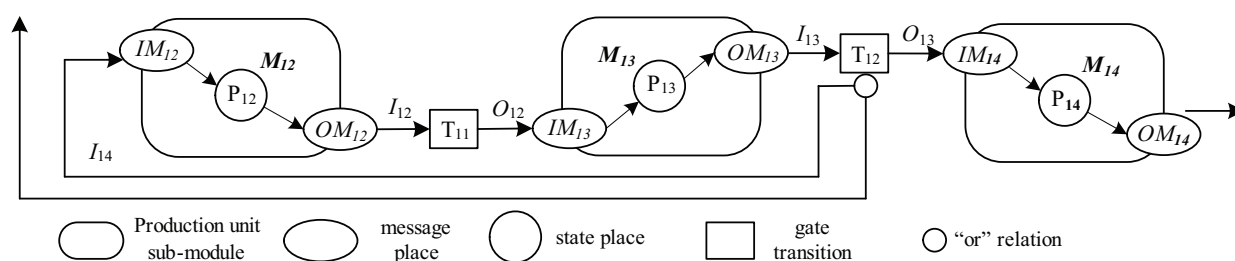 IM₁₂
M₁₂
P₁₂
OM₁₂
I₁₂
T₁₁
O₁₂
IM₁₃
M₁₃
P₁₃
OM₁₃
I₁₃
T₁₂
O₁₃
IM₁₄
M₁₄
P₁₄
OM₁₄
I₁₄
Production unit
sub-module
message
place
state place
gate
transition
“or” relation